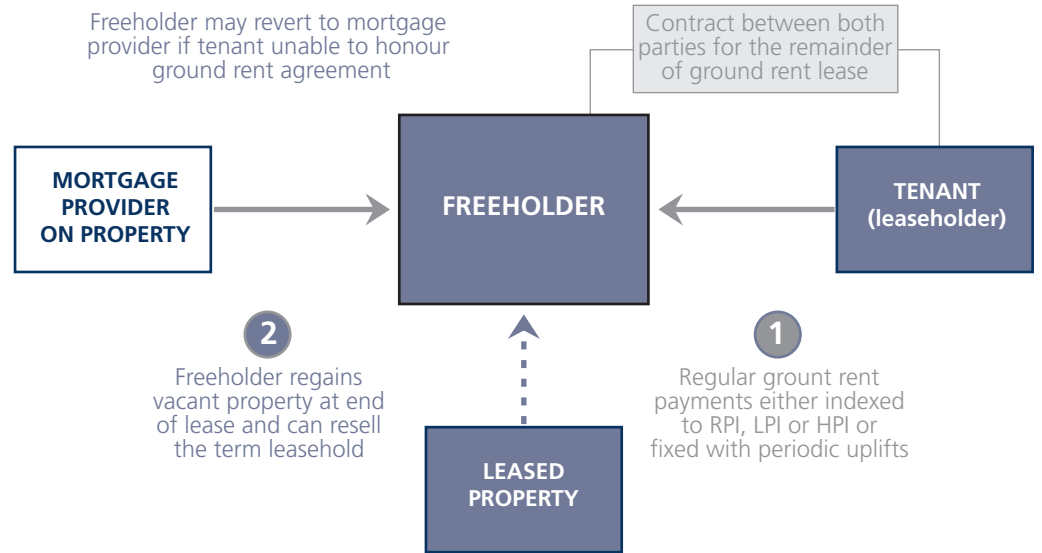 Freeholder may revert to mortgage
provider if tenant unable to honour
ground rent agreement
Contract between both
parties for the remainder
of ground rent lease
MORTGAGE
PROVIDER
ON PROPERTY
FREEHOLDER
TENANT
(leaseholder)
2
Freeholder regains
vacant property at end
of lease and can resell
the term leasehold
1
Regular grount rent
payments either indexed
to RPI, LPI or HPI or
fixed with periodic uplifts
LEASED
PROPERTY